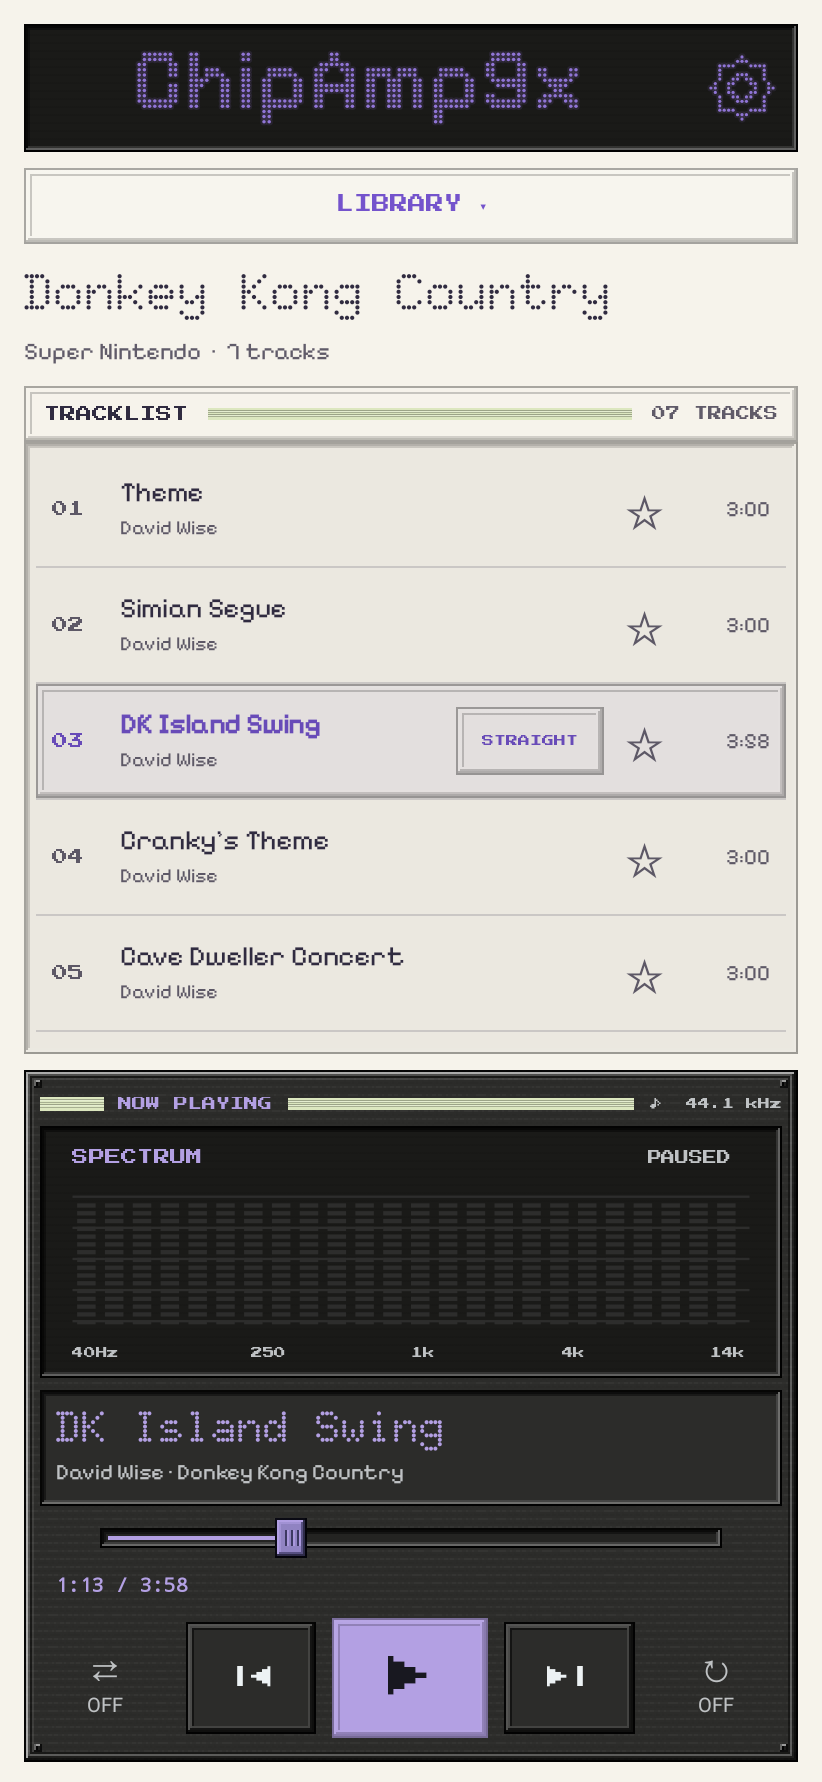 ChipAmp9x
LIBRARY ▾
Donkey Kong Country
Super Nintendo · 7 tracks
TRACKLIST 07 TRACKS
01 Theme 3:00
David Wise
02 Simian Segue 3:00
David Wise
03 DK Island Swing STRAIGHT 3:58
David Wise
04 Cranky's Theme 3:00
David Wise
05 Cave Dweller Concert 3:00
David Wise
NOW PLAYING ♪ 44.1 kHz
SPECTRUM PAUSED
40Hz 250 1k 4k 14k
DK Island Swing
David Wise · Donkey Kong Country
1:13 / 3:58
OFF OFF